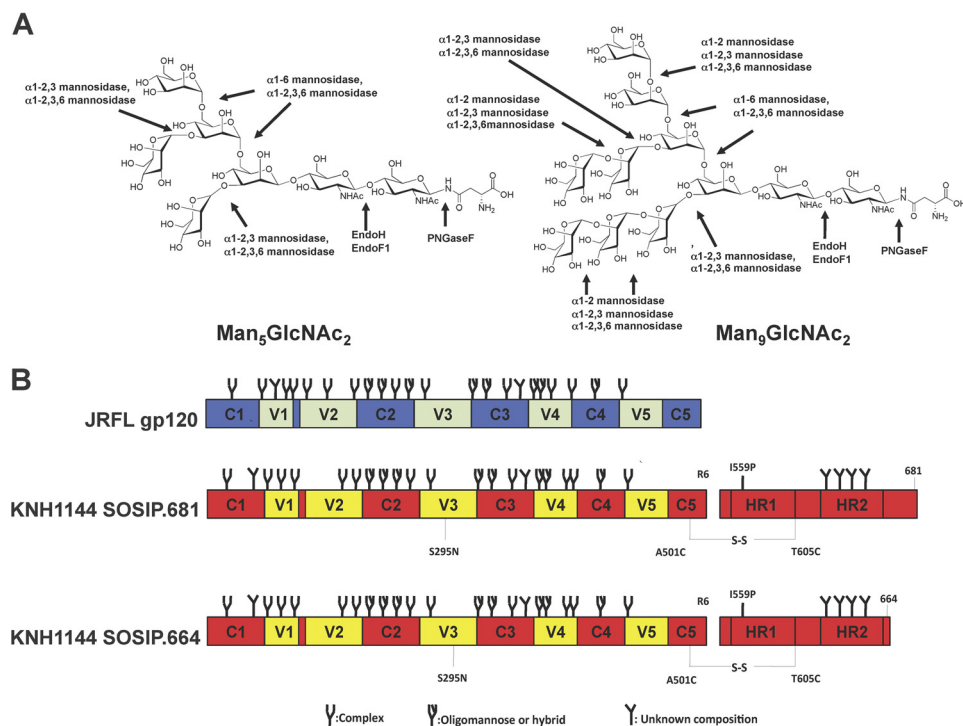 A
α1-2,3 mannosidase,
α1-2,3,6 mannosidase
α1-6 mannosidase,
α1-2,3,6 mannosidase
α1-2,3 mannosidase,
α1-2,3,6 mannosidase
EndoH
EndoF1
PNGaseF
Man5GlcNAc2
α1-2,3 mannosidase
α1-2,3,6 mannosidase
α1-2 mannosidase
α1-2,3 mannosidase
α1-2,3,6 mannosidase
α1-2 mannosidase
α1-2,3 mannosidase
α1-2,3,6mannosidase
α1-6 mannosidase,
α1-2,3,6 mannosidase
,
α1-2,3 mannosidase,
α1-2,3,6 mannosidase
α1-2 mannosidase
α1-2,3 mannosidase
α1-2,3,6 mannosidase
EndoH
EndoF1
PNGaseF
Man9GlcNAc2
B
JRFL gp120
C1 V1 V2 C2 V3 C3 V4 C4 V5 C5
KNH1144 SOSIP.681
R6 I559P 681
C1 V1 V2 C2 V3 C3 V4 C4 V5 C5 HR1 HR2
S295N A501C S-S T605C
KNH1144 SOSIP.664
R6 I559P 664
C1 V1 V2 C2 V3 C3 V4 C4 V5 C5 HR1 HR2
S295N A501C S-S T605C
:Complex :Oligomannose or hybrid : Unknown composition